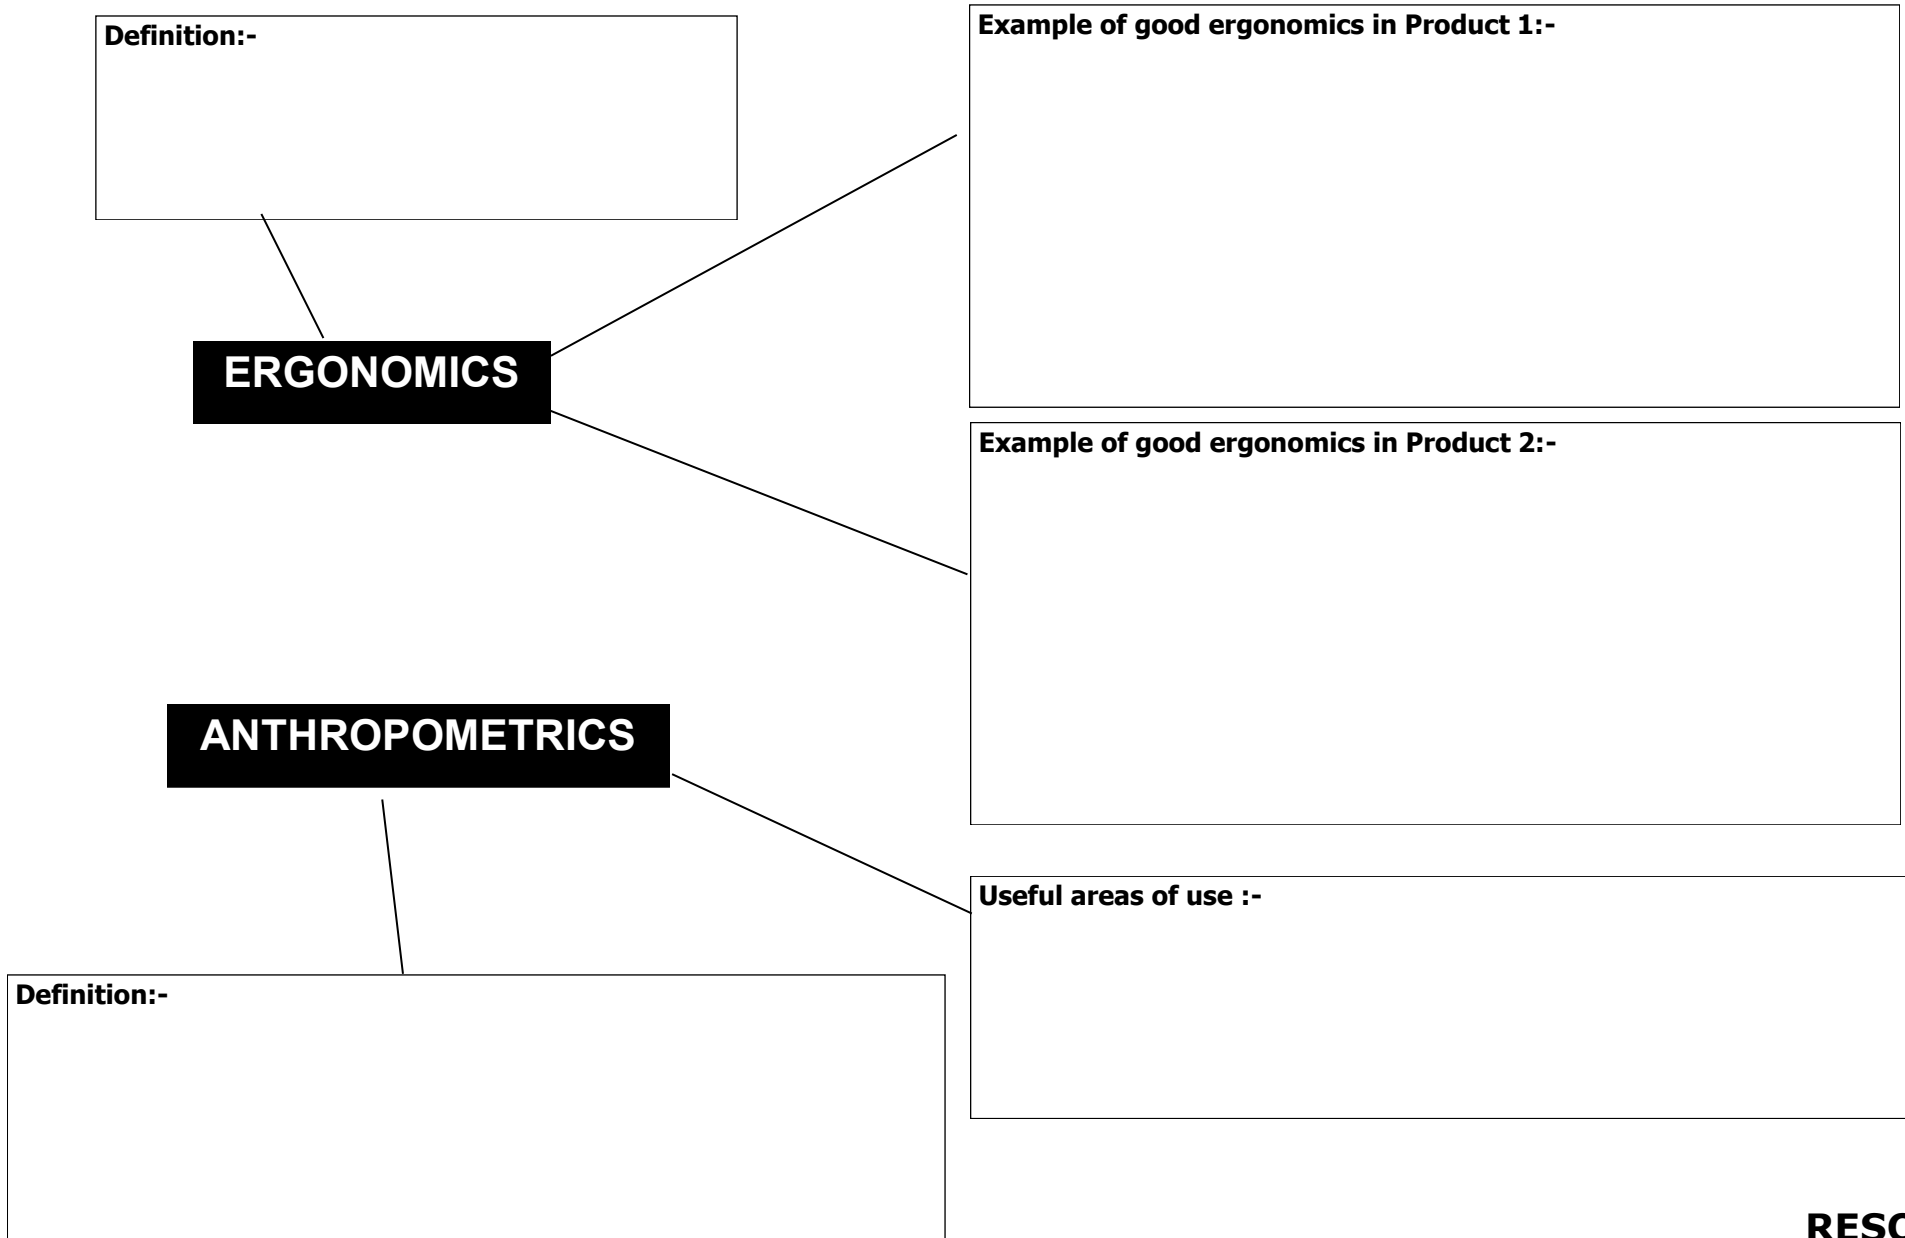 Definition:-
Example of good ergonomics in Product 1:-
ERGONOMICS
Example of good ergonomics in Product 2:-
ANTHROPOMETRICS
Useful areas of use :-
Definition:-